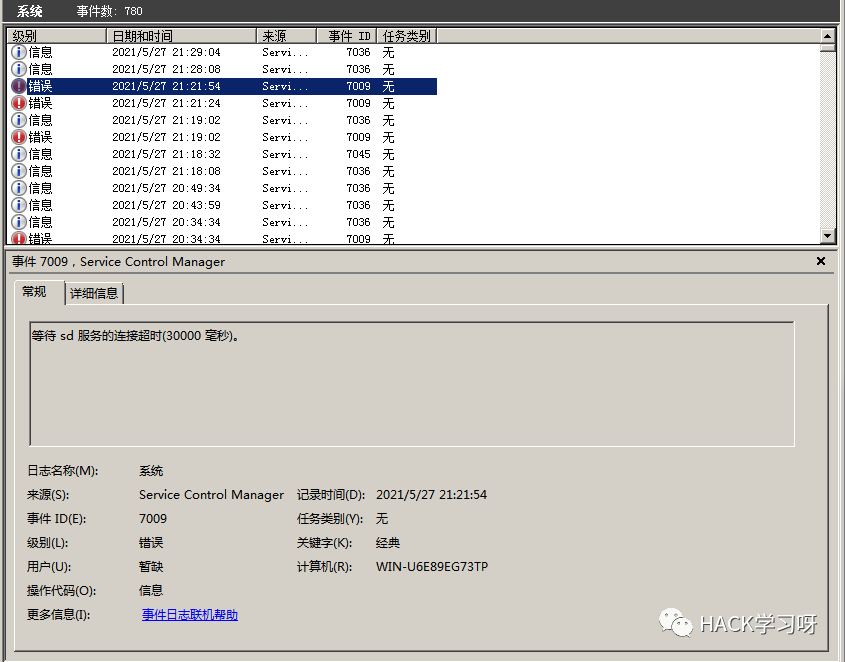 系统 事件数: 780
级别 日期和时间 来源 事件 ID 任务类别
信息 2021/5/27 21:29:04 Servi... 7036 无
信息 2021/5/27 21:28:08 Servi... 7036 无
错误 2021/5/27 21:21:54 Servi... 7009 无
错误 2021/5/27 21:21:24 Servi... 7009 无
信息 2021/5/27 21:19:02 Servi... 7036 无
错误 2021/5/27 21:19:02 Servi... 7009 无
信息 2021/5/27 21:18:32 Servi... 7045 无
信息 2021/5/27 21:18:08 Servi... 7036 无
信息 2021/5/27 20:49:34 Servi... 7036 无
信息 2021/5/27 20:43:59 Servi... 7036 无
信息 2021/5/27 20:34:34 Servi... 7036 无
错误 2021/5/27 20:34:34 Servi... 7009 无
事件 7009，Service Control Manager
常规 详细信息
等待 sd 服务的连接超时(30000 毫秒)。
日志名称(M): 系统
来源(S): Service Control Manager 记录时间(D): 2021/5/27 21:21:54
事件 ID(E): 7009 任务类别(Y): 无
级别(L): 错误 关键字(K): 经典
用户(U): 暂缺 计算机(R): WIN-U6E89EG73TP
操作代码(O): 信息
更多信息(I): 事件日志联机帮助
HACK学习呀